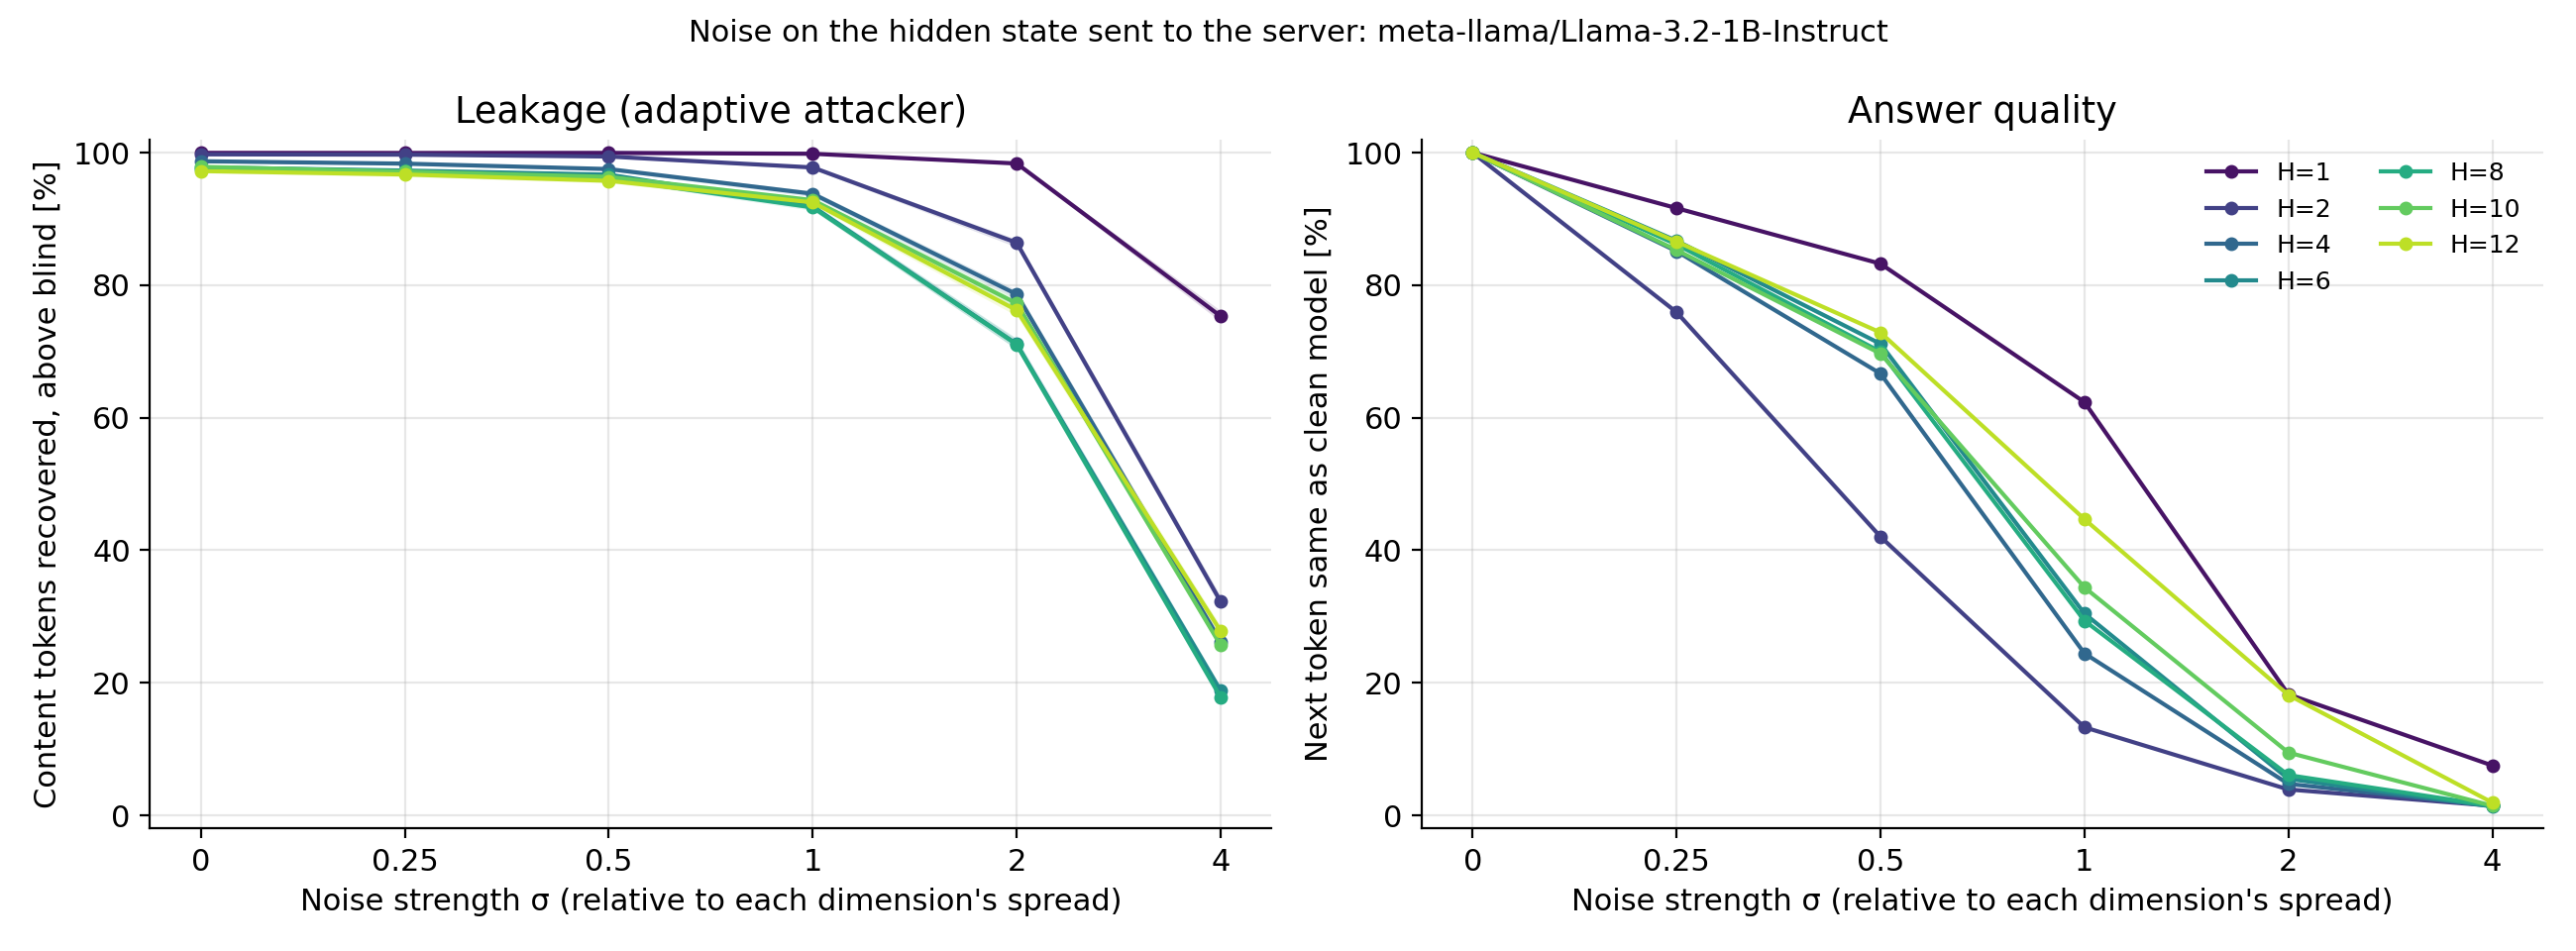 Noise on the hidden state sent to the server: meta-llama/Llama-3.2-1B-Instruct
Leakage (adaptive attacker)
Content tokens recovered, above blind [%]
100
80
60
40
20
0
0 0.25 0.5 1 2 4
Noise strength σ (relative to each dimension's spread)
Answer quality
Next token same as clean model [%]
100
80
60
40
20
0
H=1 H=8
H=2 H=10
H=4 H=12
H=6
0 0.25 0.5 1 2 4
Noise strength σ (relative to each dimension's spread)